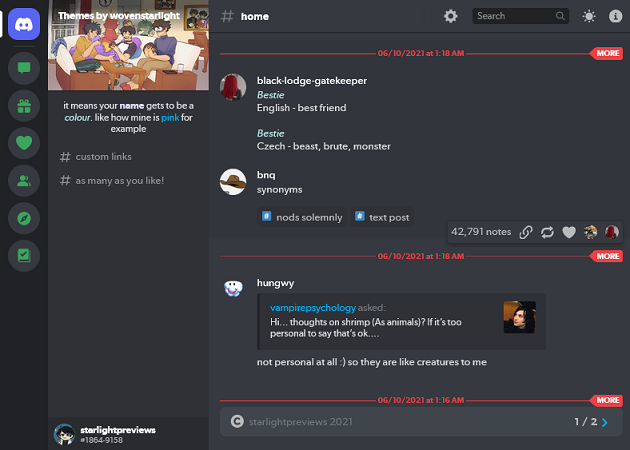 Themes by wovenstarlight
it means your name gets to be a
colour. like how mine is pink for
example
# custom links
# as many as you like!
starlightpreviews
#1864-9158
# home
Search
06/10/2021 at 1:18 AM
MORE
black-lodge-gatekeeper
Bestie
English - best friend
Bestie
Czech - beast, brute, monster
bnq
synonyms
# nods solemnly
# text post
42,791 notes
06/10/2021 at 1:18 AM
MORE
hungwy
vampirepsychology asked:
Hi... thoughts on shrimp (As animals)? If it's too
personal to say that's ok....
not personal at all :) so they are like creatures to me
06/10/2021 at 1:16 AM
MORE
© starlightpreviews 2021
1 / 2